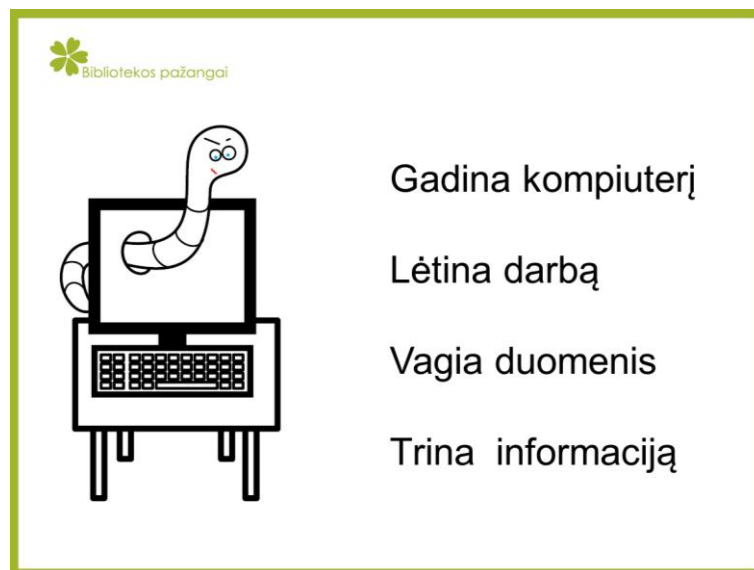 Bibliotekos pažangai
Gadina kompiuterį
Lėtina darbą
Vagia duomenis
Trina informaciją